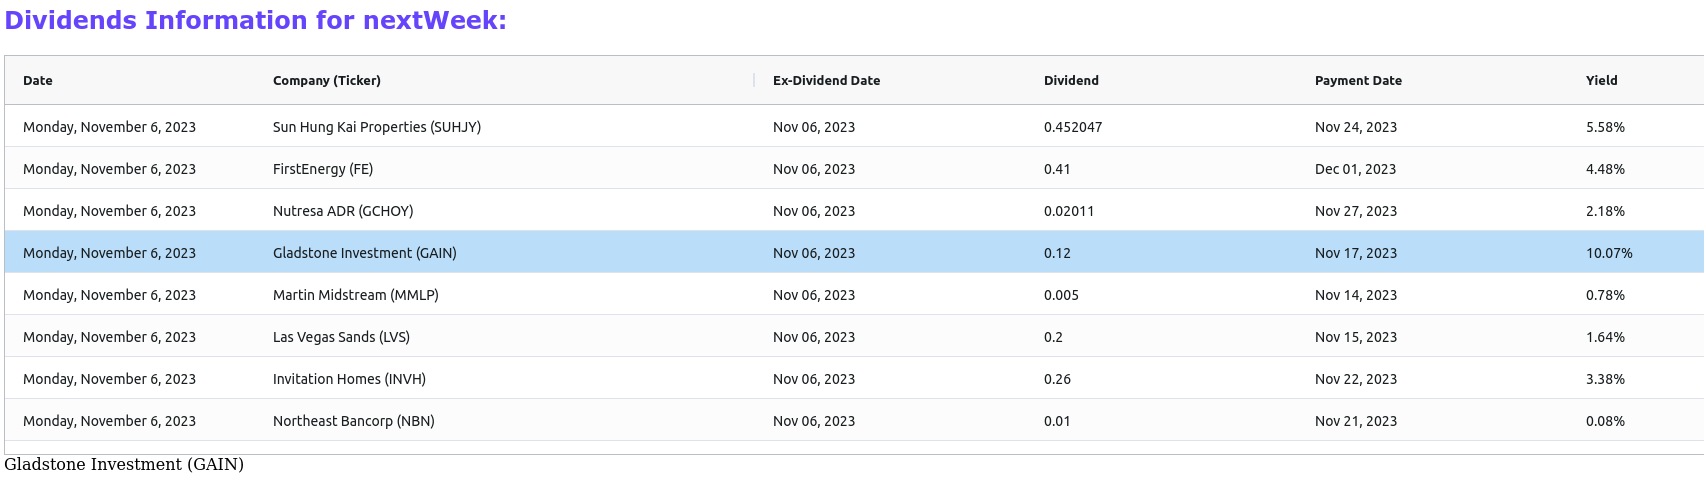 Dividends Information for nextWeek:
Date Company (Ticker) Ex-Dividend Date Dividend Payment Date Yield
Monday, November 6, 2023 Sun Hung Kai Properties (SUHJY) Nov 06, 2023 0.452047 Nov 24, 2023 5.58%
Monday, November 6, 2023 FirstEnergy (FE) Nov 06, 2023 0.41 Dec 01, 2023 4.48%
Monday, November 6, 2023 Nutresa ADR (GCHOY) Nov 06, 2023 0.02011 Nov 27, 2023 2.18%
Monday, November 6, 2023 Gladstone Investment (GAIN) Nov 06, 2023 0.12 Nov 17, 2023 10.07%
Monday, November 6, 2023 Martin Midstream (MMLP) Nov 06, 2023 0.005 Nov 14, 2023 0.78%
Monday, November 6, 2023 Las Vegas Sands (LVS) Nov 06, 2023 0.2 Nov 15, 2023 1.64%
Monday, November 6, 2023 Invitation Homes (INVH) Nov 06, 2023 0.26 Nov 22, 2023 3.38%
Monday, November 6, 2023 Northeast Bancorp (NBN) Nov 06, 2023 0.01 Nov 21, 2023 0.08%
Gladstone Investment (GAIN)